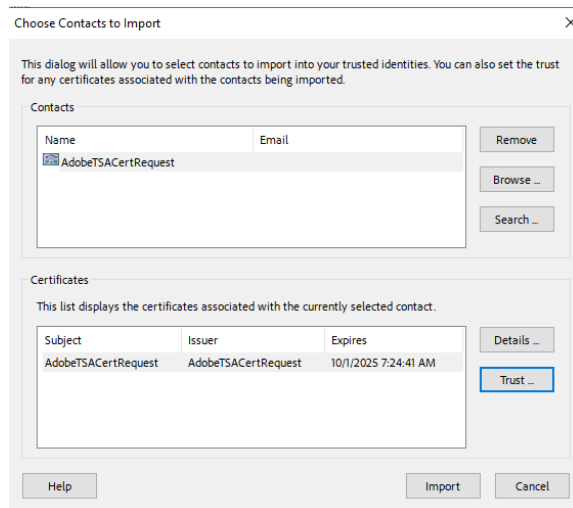 Choose Contacts to Import
This dialog will allow you to select contacts to import into your trusted identities. You can also set the trust
for any certificates associated with the contacts being imported.
Contacts
Name Email
AdobeTSACertRequest
Remove
Browse ...
Search ...
Certificates
This list displays the certificates associated with the currently selected contact.
Subject Issuer Expires
AdobeTSACertRequest AdobeTSACertRequest 10/1/2025 7:24:41 AM
Details ...
Trust ...
Help Import Cancel